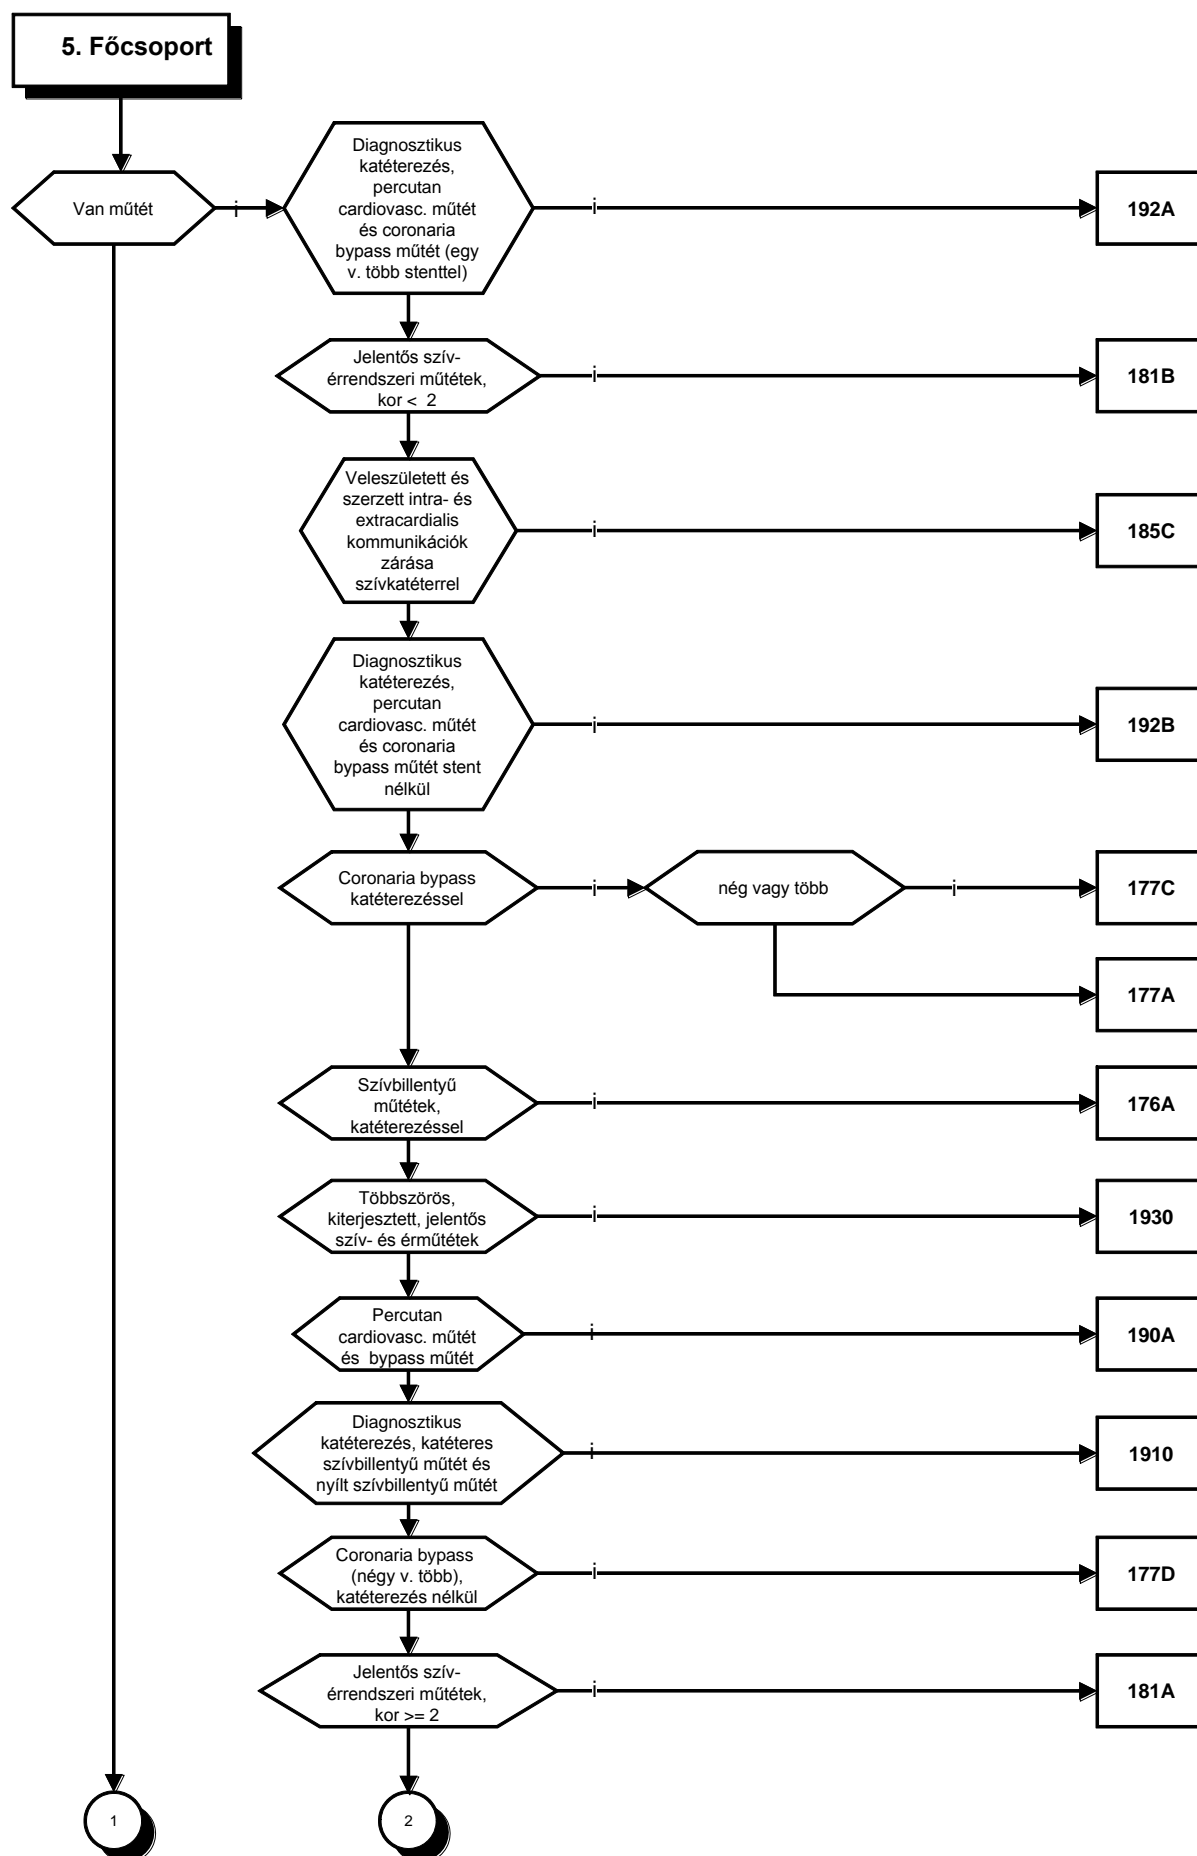 5. Főcsoport
Van műtét
i
Diagnosztikus
katéterezés,
percutan
cardiovasc. műtét
és coronaria
bypass műtét (egy
v. több stenttel)
i
192A
Jelentős szív-
érrendszeri műtétek,
kor < 2
i
181B
Veleszületett és
szerzett intra- és
extracardialis
kommunikációk
zárása
szívkatéterrel
i
185C
Diagnosztikus
katéterezés,
percutan
cardiovasc. műtét
és coronaria
bypass műtét stent
nélkül
i
192B
Coronaria bypass
katéterezéssel
i
nég vagy több
i
177C
177A
Szívbillentyű
műtétek,
katéterezéssel
i
176A
Többszörös,
kiterjesztett, jelentős
szív- és érműtétek
i
1930
Percutan
cardiovasc. műtét
és bypass műtét
i
190A
Diagnosztikus
katéterezés, katéteres
szívbillentyű műtét és
nyílt szívbillentyű műtét
i
1910
Coronaria bypass
(négy v. több),
katéterezés nélkül
i
177D
Jelentős szív-
érrendszeri műtétek,
kor >= 2
i
181A
1
2